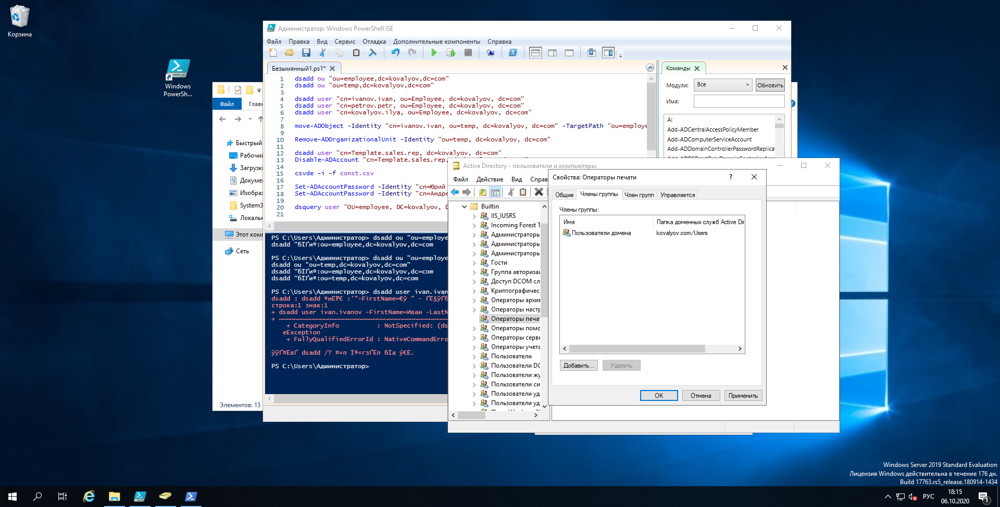 Корзина
Windows
PowerSh...
Файл
Главн
Быстрый
Рабочи
Загрузк
Докуме
Изобра
System3
Локальн
Этот комп
Сеть
Элементов: 13
Администратор: Windows PowerShell ISE
Файл Правка Вид Сервис Отладка Дополнительные компоненты Справка
Безымянный1.ps1*
1 dsadd ou "ou=employee,dc=kovalyov,dc=com"
2 dsadd ou "ou=temp,dc=kovalyov,dc=com"
3
4 dsadd user "cn=ivanov.ivan, ou=Employee, dc=kovalyov, dc=com"
5 dsadd user "cn=petrov.petr, ou=Employee, dc=kovalyov, dc=com"
6 dsadd user "cn=kovalyov.ilya, ou=Employee, dc=kovalyov, dc=com"
7
8 move-ADObject -Identity "cn=ivanov.ivan, ou=temp, dc=kovalyov, dc=com" -TargetPath "ou=employe
9
10 Remove-ADOrganizationalUnit -Identity "ou=temp, dc=kovalyov, dc=com"
11
12 dsadd user "cn=Template.sales.rep, dc=kovalyov, dc=com"
13 Disable-ADAccount "cn=Template.sales.rep,
14
15 csvde -i -f const.csv
16
17 Set-ADAccountPassword -Identity "cn=Юрий
18 Set-ADAccountPassword -Identity "cn=Андре
19
20 dsquery user "OU=employee, DC=kovalyov, D
21
Команды
Модули: Все Обновить
Имя:
A:
Add-ADCentralAccessPolicyMember
Add-ADComputerServiceAccount
Add-ADDomainControllerPasswordReplicat
PS C:\Users\Администратор> dsadd ou "ou=employe
dsadd “бЇҐи®:ou=employee,dc=kovalyov,dc=com
PS C:\Users\Администратор> dsadd ou "ou=employe
dsadd ou "ou=temp,dc=kovalyov,dc=com"
dsadd “бЇҐи®:ou=employee,dc=kovalyov,dc=com
dsadd “бЇҐи®:ou=temp,dc=kovalyov,dc=com
PS C:\Users\Администратор> dsadd user ivan.ivan
строка:1 знак:1
+ dsadd user ivan.ivanov -FirstName=Иван -LastN
+ CategoryInfo : NotSpecified: (ds
eException
+ FullyQualifiedErrorId : NativeCommandErro
PS C:\Users\Администратор>
Active Directory - пользователи и компьютеры
Файл Действие Вид Справ
Builtin
IIS_IUSRS
Incoming Forest T
Администраторы
Администраторы
Администраторы
Гости
Группа авторизац
Доступ DCOM сл
Криптографичес
Операторы архи
Операторы настр
Операторы печат
Операторы помо
Операторы серве
Операторы учета
Пользователи
Пользователи DC
Пользователи жу
Пользователи си
Пользователи уд
Пользователи уд
Свойства: Операторы печати
Общие Члены группы Член групп Управляется
Члены группы:
Имя Папка доменных служб Active Dir
Пользователи домена kovalyov.com/Users
Добавить... Удалить
OK Отмена Применить
Windows Server 2019 Standard Evaluation
Лицензия Windows действительна в течение 176 дн.
Build 17763.rs5_release.180914-1434
РУС
18:15
06.10.2020
1